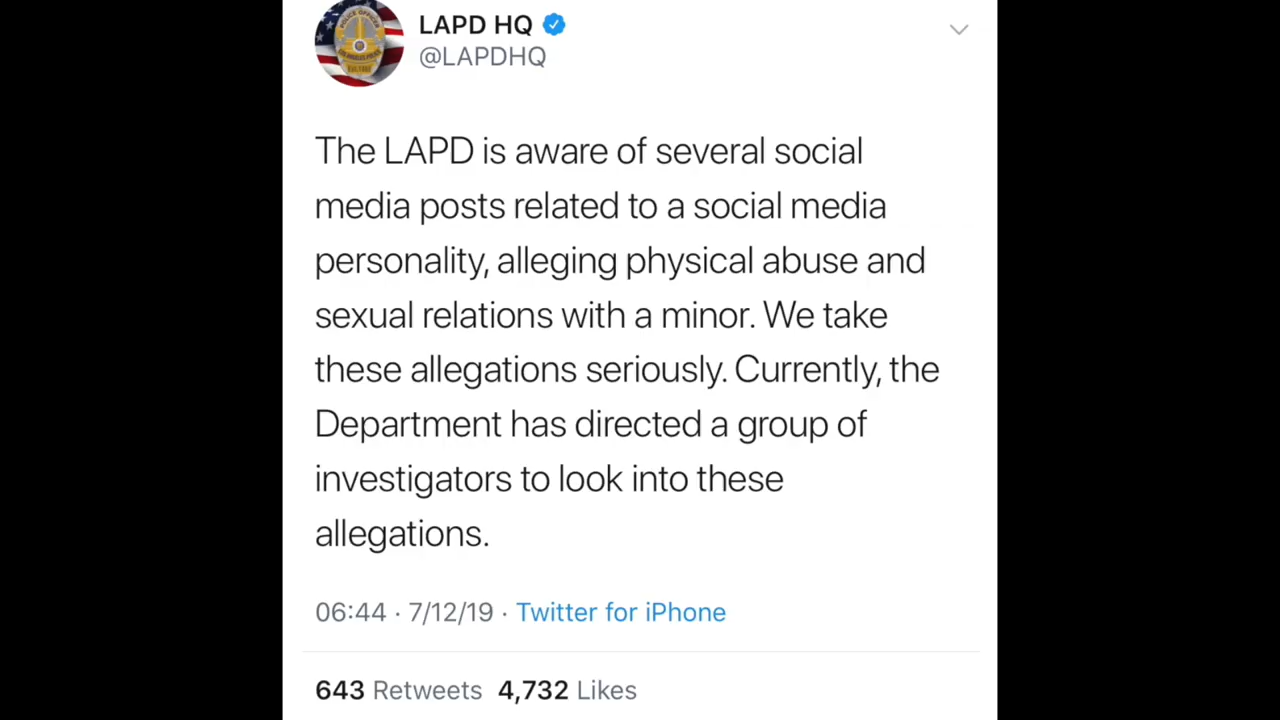 LAPD HQ
@LAPDHQ
The LAPD is aware of several social
media posts related to a social media
personality, alleging physical abuse and
sexual relations with a minor. We take
these allegations seriously. Currently, the
Department has directed a group of
investigators to look into these
allegations.
06:44 · 7/12/19 · Twitter for iPhone
643 Retweets 4,732 Likes